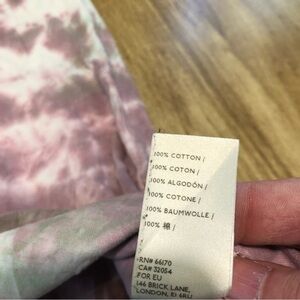 100% COTTON /
100% COTON /
100% ALGODÓN /
100% COTONE /
100% BAUMWOLLE /
100% 棉 /
RN# 66170
CA# 32054
FOR EU
146 BRICK LANE,
LONDON, E1 6RU